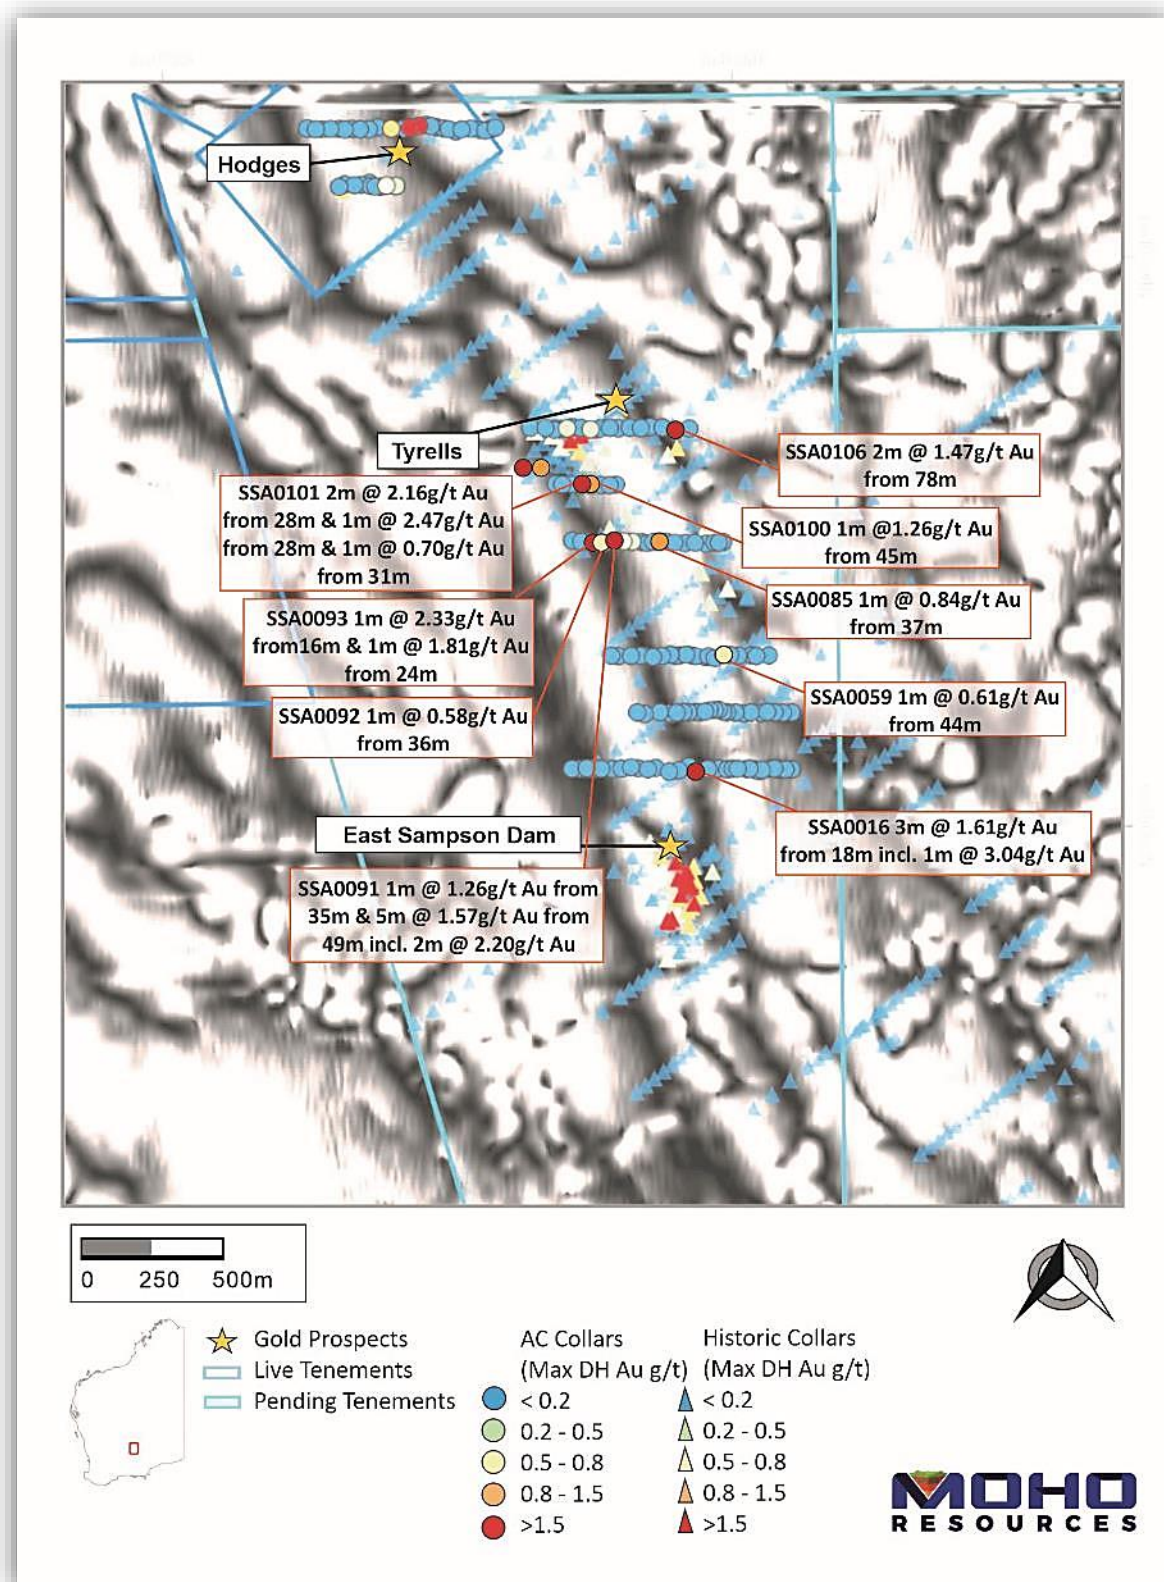 Hodges
Tyrells
SSA0106 2m @ 1.47g/t Au
from 78m
SSA0101 2m @ 2.16g/t Au
from 28m & 1m @ 2.47g/t Au
from 28m & 1m @ 0.70g/t Au
from 31m
SSA0100 1m @1.26g/t Au
from 45m
SSA0085 1m @ 0.84g/t Au
from 37m
SSA0093 1m @ 2.33g/t Au
from16m & 1m @ 1.81g/t Au
from 24m
SSA0092 1m @ 0.58g/t Au
from 36m
SSA0059 1m @ 0.61g/t Au
from 44m
SSA0016 3m @ 1.61g/t Au
from 18m incl. 1m @ 3.04g/t Au
East Sampson Dam
SSA0091 1m @ 1.26g/t Au from
35m & 5m @ 1.57g/t Au from
49m incl. 2m @ 2.20g/t Au
0 250 500m
Gold Prospects
Live Tenements
Pending Tenements
AC Collars
(Max DH Au g/t)
< 0.2
0.2 - 0.5
0.5 - 0.8
0.8 - 1.5
>1.5
Historic Collars
(Max DH Au g/t)
< 0.2
0.2 - 0.5
0.5 - 0.8
0.8 - 1.5
>1.5
MOHO
RESOURCES